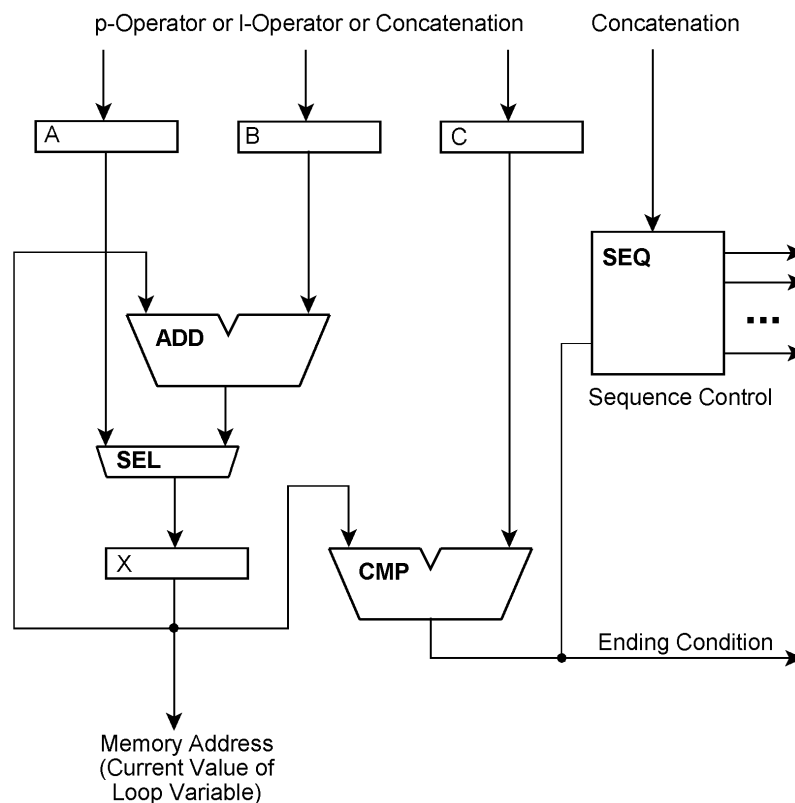 p-Operator or I-Operator or Concatenation
Concatenation
A
B
C
SEQ
ADD
...
Sequence Control
SEL
X
CMP
Ending Condition
Memory Address
(Current Value of
Loop Variable)